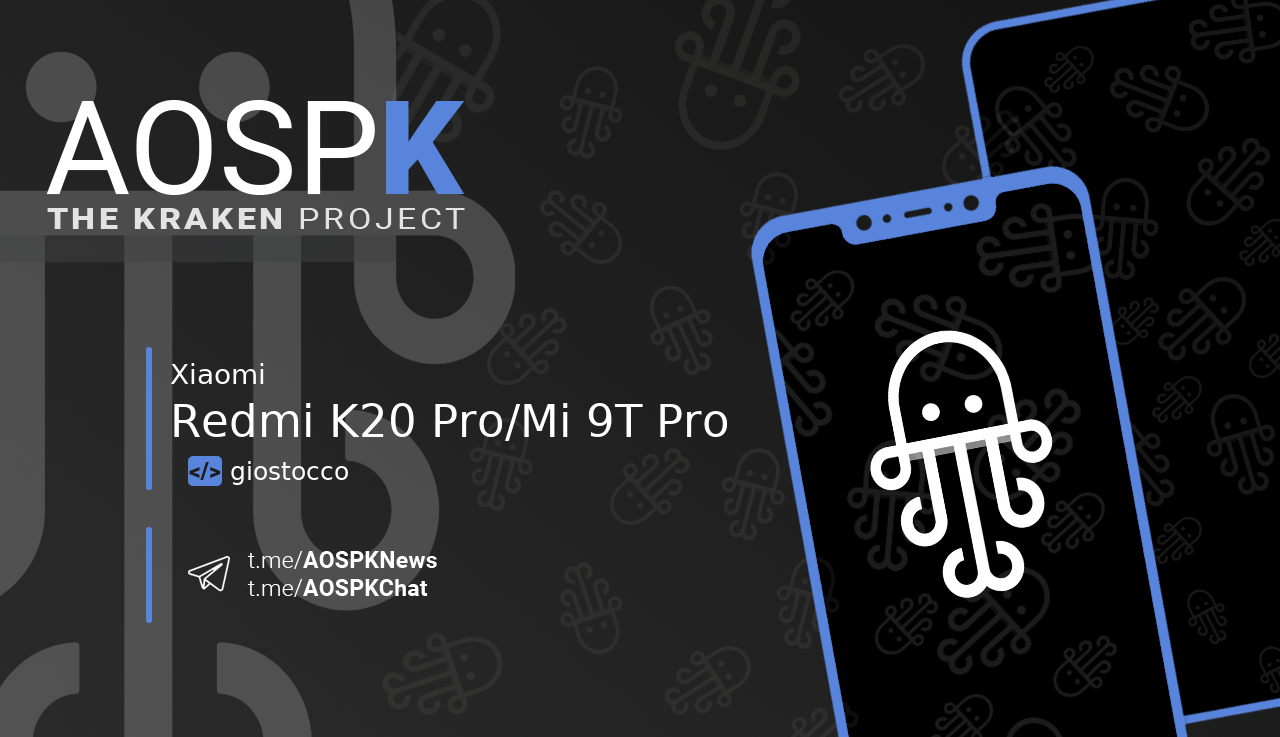 AOSPK
THE KRAKEN PROJECT
Xiaomi
Redmi K20 Pro/Mi 9T Pro
</> giostocco
t.me/AOSPKNews
t.me/AOSPKChat